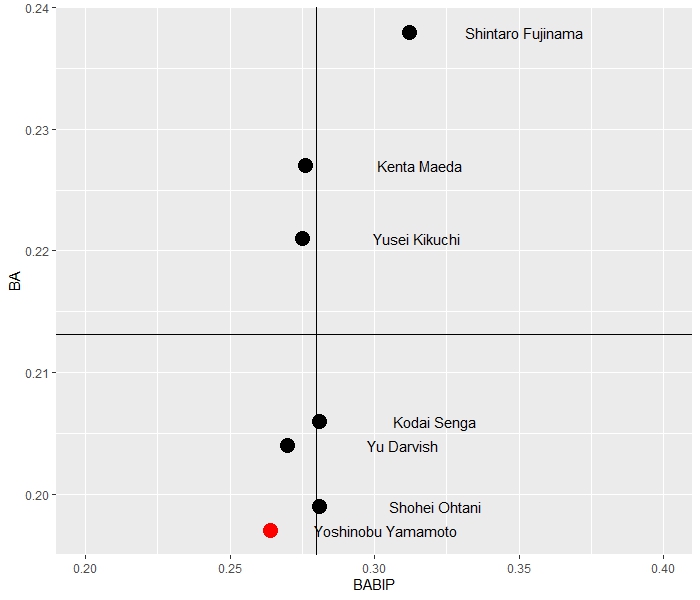 0.24
Shintaro Fujinama
0.23
Kenta Maeda
Yusei Kikuchi
0.22
BA
0.21
Kodai Senga
Yu Darvish
0.20
Shohei Ohtani
Yoshinobu Yamamoto
0.20 0.25 0.30 0.35 0.40
BABIP